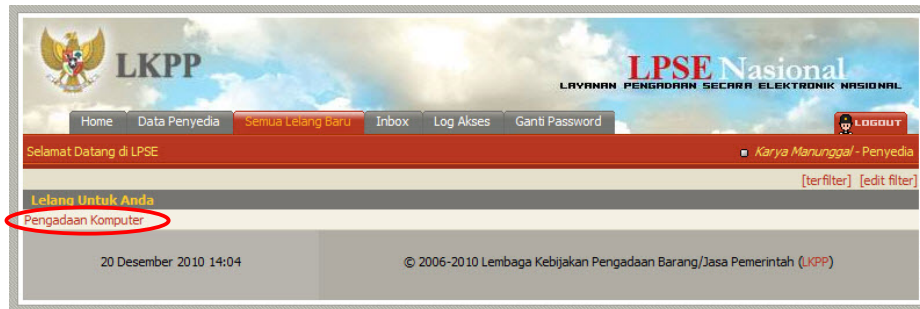 LKPP
LPSE Nasional
LAYANAN PENGADAAN SECARA ELEKTRONIK NASIONAL
Home Data Penyedia Semua Lelang Baru Inbox Log Akses Ganti Password LOGOUT
Selamat Datang di LPSE Karya Manunggal - Penyedia
[terfilter] [edit filter]
Lelang Untuk Anda
Pengadaan Komputer
20 Desember 2010 14:04 © 2006-2010 Lembaga Kebijakan Pengadaan Barang/Jasa Pemerintah (LKPP)